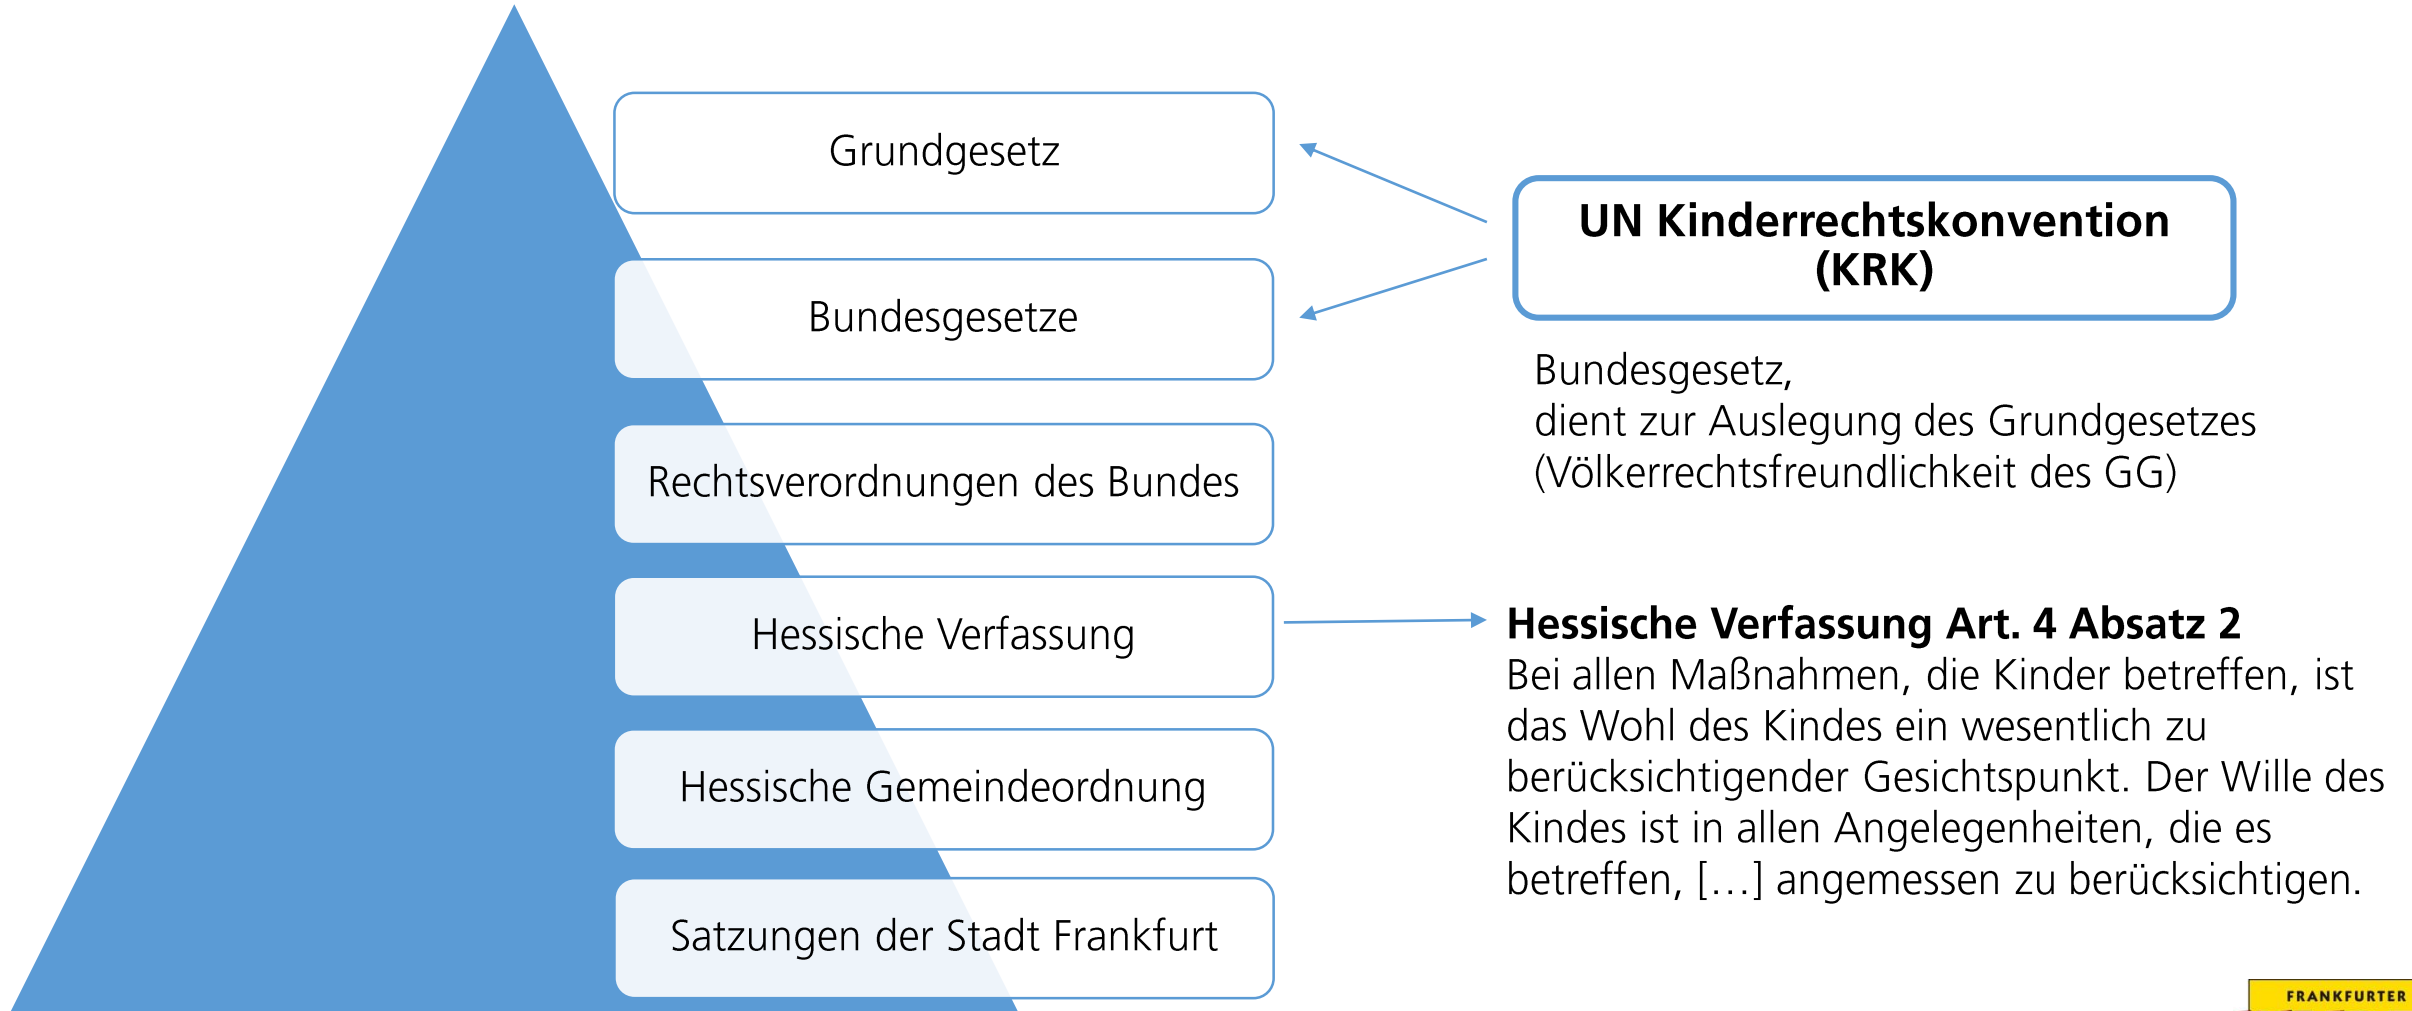 Grundgesetz
Bundesgesetze
Rechtsverordnungen des Bundes
Hessische Verfassung
Hessische Gemeindeordnung
Satzungen der Stadt Frankfurt
UN Kinderrechtskonvention
(KRK)
Bundesgesetz,
dient zur Auslegung des Grundgesetzes
(Völkerrechtsfreundlichkeit des GG)
Hessische Verfassung Art. 4 Absatz 2
Bei allen Maßnahmen, die Kinder betreffen, ist
das Wohl des Kindes ein wesentlich zu
berücksichtigender Gesichtspunkt. Der Wille des
Kindes ist in allen Angelegenheiten, die es
betreffen, […] angemessen zu berücksichtigen.
FRANKFURTER